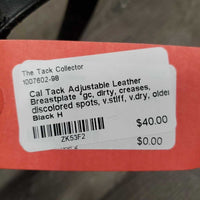 The Tack Collector
1007602-98
Cal Tack Adjustable Leather
Breastplate *gc, dirty, creases,
discolored spots, v.stiff, v.dry, older
Black H
$40.00
ZK53F2
$0.00